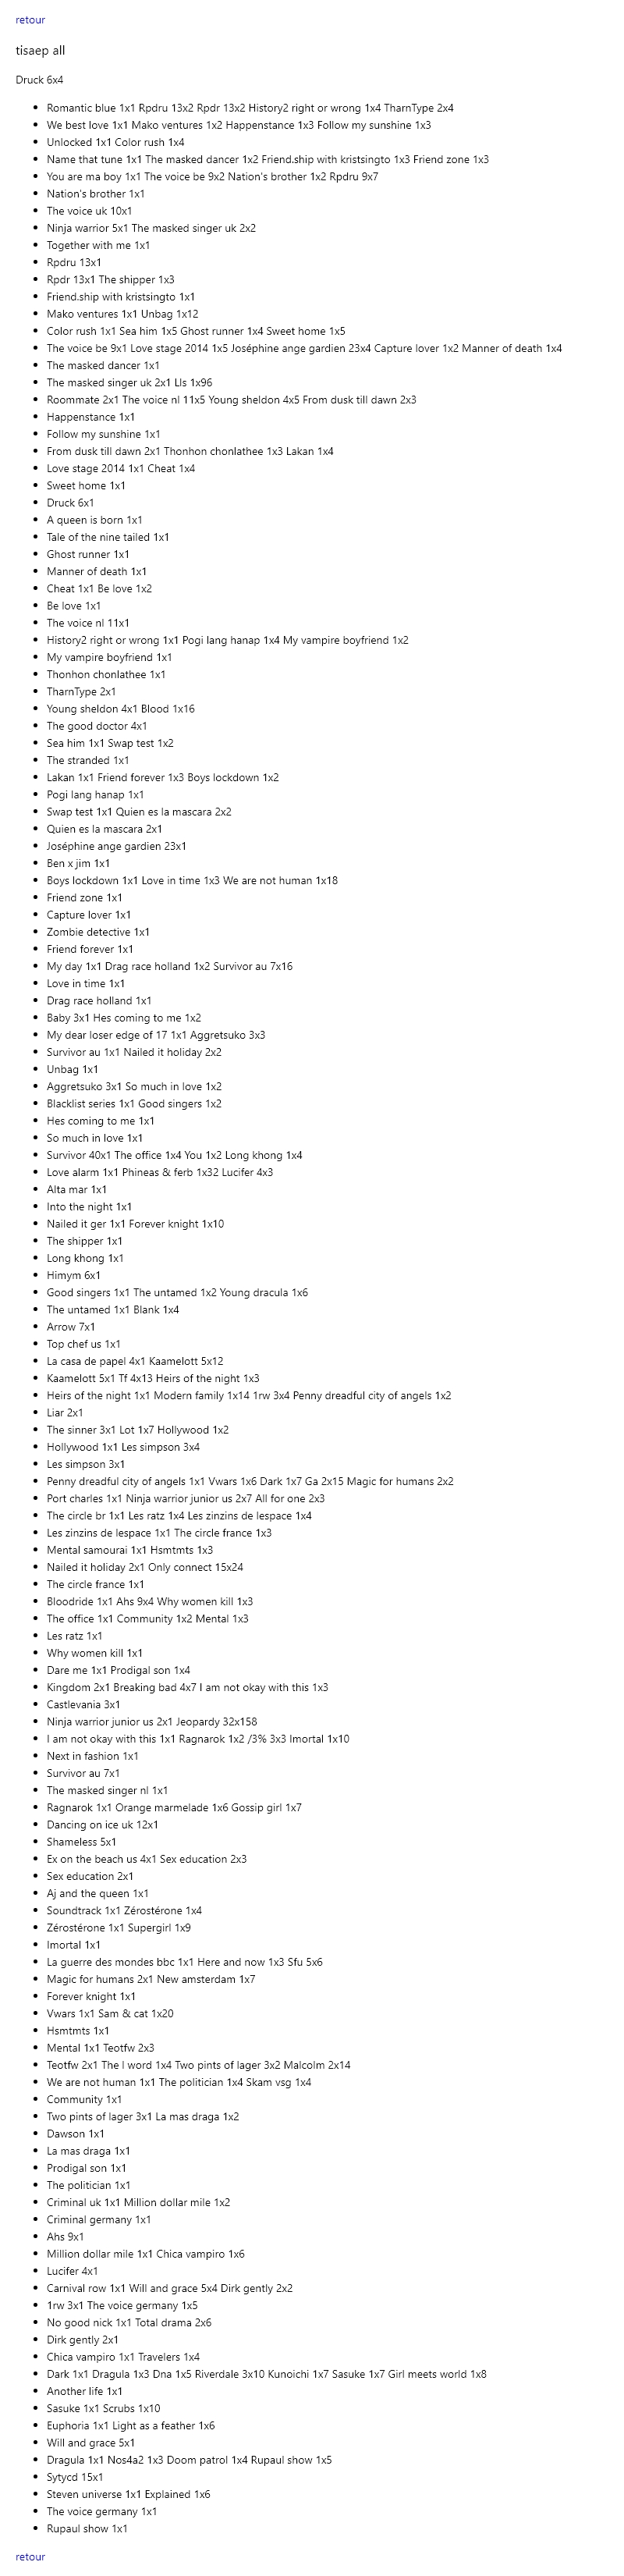 retour
tisaep all
Druck 6x4
Romantic blue 1x1 Rpdru 13x2 Rpdr 13x2 History2 right or wrong 1x4 TharnType 2x4
We best love 1x1 Mako ventures 1x2 Happenstance 1x3 Follow my sunshine 1x3
Unlocked 1x1 Color rush 1x4
Name that tune 1x1 The masked dancer 1x2 Friend.ship with kristsingto 1x3 Friend zone 1x3
You are ma boy 1x1 The voice be 9x2 Nation's brother 1x2 Rpdru 9x7
Nation's brother 1x1
The voice uk 10x1
Ninja warrior 5x1 The masked singer uk 2x2
Together with me 1x1
Rpdru 13x1
Rpdr 13x1 The shipper 1x3
Friend.ship with kristsingto 1x1
Mako ventures 1x1 Unbag 1x12
Color rush 1x1 Sea him 1x5 Ghost runner 1x4 Sweet home 1x5
The voice be 9x1 Love stage 2014 1x5 Joséphine ange gardien 23x4 Capture lover 1x2 Manner of death 1x4
The masked dancer 1x1
The masked singer uk 2x1 Lls 1x96
Roommate 2x1 The voice nl 11x5 Young sheldon 4x5 From dusk till dawn 2x3
Happenstance 1x1
Follow my sunshine 1x1
From dusk till dawn 2x1 Thonhon chonlathee 1x3 Lakan 1x4
Love stage 2014 1x1 Cheat 1x4
Sweet home 1x1
Druck 6x1
A queen is born 1x1
Tale of the nine tailed 1x1
Ghost runner 1x1
Manner of death 1x1
Cheat 1x1 Be love 1x2
Be love 1x1
The voice nl 11x1
History2 right or wrong 1x1 Pogi lang hanap 1x4 My vampire boyfriend 1x2
My vampire boyfriend 1x1
Thonhon chonlathee 1x1
TharnType 2x1
Young sheldon 4x1 Blood 1x16
The good doctor 4x1
Sea him 1x1 Swap test 1x2
The stranded 1x1
Lakan 1x1 Friend forever 1x3 Boys lockdown 1x2
Pogi lang hanap 1x1
Swap test 1x1 Quien es la mascara 2x2
Quien es la mascara 2x1
Joséphine ange gardien 23x1
Ben x jim 1x1
Boys lockdown 1x1 Love in time 1x3 We are not human 1x18
Friend zone 1x1
Capture lover 1x1
Zombie detective 1x1
Friend forever 1x1
My day 1x1 Drag race holland 1x2 Survivor au 7x16
Love in time 1x1
Drag race holland 1x1
Baby 3x1 Hes coming to me 1x2
My dear loser edge of 17 1x1 Aggretsuko 3x3
Survivor au 1x1 Nailed it holiday 2x2
Unbag 1x1
Aggretsuko 3x1 So much in love 1x2
Blacklist series 1x1 Good singers 1x2
Hes coming to me 1x1
So much in love 1x1
Survivor 40x1 The office 1x4 You 1x2 Long khong 1x4
Love alarm 1x1 Phineas & ferb 1x32 Lucifer 4x3
Alta mar 1x1
Into the night 1x1
Nailed it ger 1x1 Forever knight 1x10
The shipper 1x1
Long khong 1x1
Himym 6x1
Good singers 1x1 The untamed 1x2 Young dracula 1x6
The untamed 1x1 Blank 1x4
Arrow 7x1
Top chef us 1x1
La casa de papel 4x1 Kaamelott 5x12
Kaamelott 5x1 Tf 4x13 Heirs of the night 1x3
Heirs of the night 1x1 Modern family 1x14 1rw 3x4 Penny dreadful city of angels 1x2
Liar 2x1
The sinner 3x1 Lot 1x7 Hollywood 1x2
Hollywood 1x1 Les simpson 3x4
Les simpson 3x1
Penny dreadful city of angels 1x1 Vwars 1x6 Dark 1x7 Ga 2x15 Magic for humans 2x2
Port charles 1x1 Ninja warrior junior us 2x7 All for one 2x3
The circle br 1x1 Les ratz 1x4 Les zinzins de lespace 1x4
Les zinzins de lespace 1x1 The circle france 1x3
Mental samourai 1x1 Hsmtmts 1x3
Nailed it holiday 2x1 Only connect 15x24
The circle france 1x1
Bloodride 1x1 Ahs 9x4 Why women kill 1x3
The office 1x1 Community 1x2 Mental 1x3
Les ratz 1x1
Why women kill 1x1
Dare me 1x1 Prodigal son 1x4
Kingdom 2x1 Breaking bad 4x7 I am not okay with this 1x3
Castlevania 3x1
Ninja warrior junior us 2x1 Jeopardy 32x158
I am not okay with this 1x1 Ragnarok 1x2 /3% 3x3 Imortal 1x10
Next in fashion 1x1
Survivor au 7x1
The masked singer nl 1x1
Ragnarok 1x1 Orange marmelade 1x6 Gossip girl 1x7
Dancing on ice uk 12x1
Shameless 5x1
Ex on the beach us 4x1 Sex education 2x3
Sex education 2x1
Aj and the queen 1x1
Soundtrack 1x1 Zérostérone 1x4
Zérostérone 1x1 Supergirl 1x9
Imortal 1x1
La guerre des mondes bbc 1x1 Here and now 1x3 Sfu 5x6
Magic for humans 2x1 New amsterdam 1x7
Forever knight 1x1
Vwars 1x1 Sam & cat 1x20
Hsmtmts 1x1
Mental 1x1 Teotfw 2x3
Teotfw 2x1 The l word 1x4 Two pints of lager 3x2 Malcolm 2x14
We are not human 1x1 The politician 1x4 Skam vsg 1x4
Community 1x1
Two pints of lager 3x1 La mas draga 1x2
Dawson 1x1
La mas draga 1x1
Prodigal son 1x1
The politician 1x1
Criminal uk 1x1 Million dollar mile 1x2
Criminal germany 1x1
Ahs 9x1
Million dollar mile 1x1 Chica vampiro 1x6
Lucifer 4x1
Carnival row 1x1 Will and grace 5x4 Dirk gently 2x2
1rw 3x1 The voice germany 1x5
No good nick 1x1 Total drama 2x6
Dirk gently 2x1
Chica vampiro 1x1 Travelers 1x4
Dark 1x1 Dragula 1x3 Dna 1x5 Riverdale 3x10 Kunoichi 1x7 Sasuke 1x7 Girl meets world 1x8
Another life 1x1
Sasuke 1x1 Scrubs 1x10
Euphoria 1x1 Light as a feather 1x6
Will and grace 5x1
Dragula 1x1 Nos4a2 1x3 Doom patrol 1x4 Rupaul show 1x5
Sytycd 15x1
Steven universe 1x1 Explained 1x6
The voice germany 1x1
Rupaul show 1x1
retour